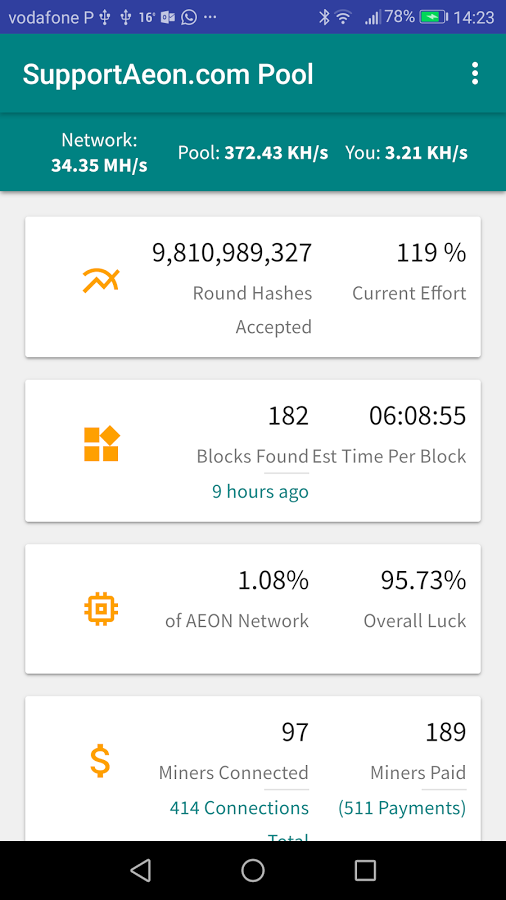 vodafone P 16° 78% 14:23
SupportAeon.com Pool
Network:
34.35 MH/s
Pool: 372.43 KH/s
You: 3.21 KH/s
9,810,989,327
119 %
Round Hashes
Accepted
Current Effort
182
06:08:55
Blocks Found
Est Time Per Block
9 hours ago
1.08%
95.73%
of AEON Network
Overall Luck
97
189
Miners Connected
Miners Paid
414 Connections
(511 Payments)
Total